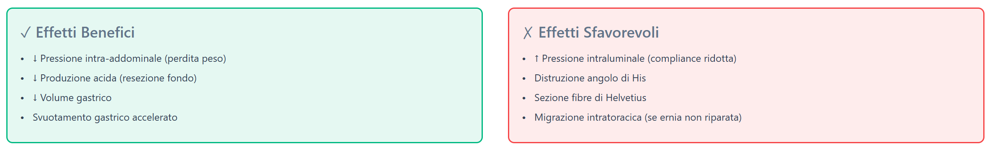 ✓ Effetti Benefici
• ↓ Pressione intra-addominale (perdita peso)
• ↓ Produzione acida (resezione fondo)
• ↓ Volume gastrico
• Svuotamento gastrico accelerato
✗ Effetti Sfavorevoli
• ↑ Pressione intraluminale (compliance ridotta)
• Distruzione angolo di His
• Sezione fibre di Helvetius
• Migrazione intratoracica (se ernia non riparata)